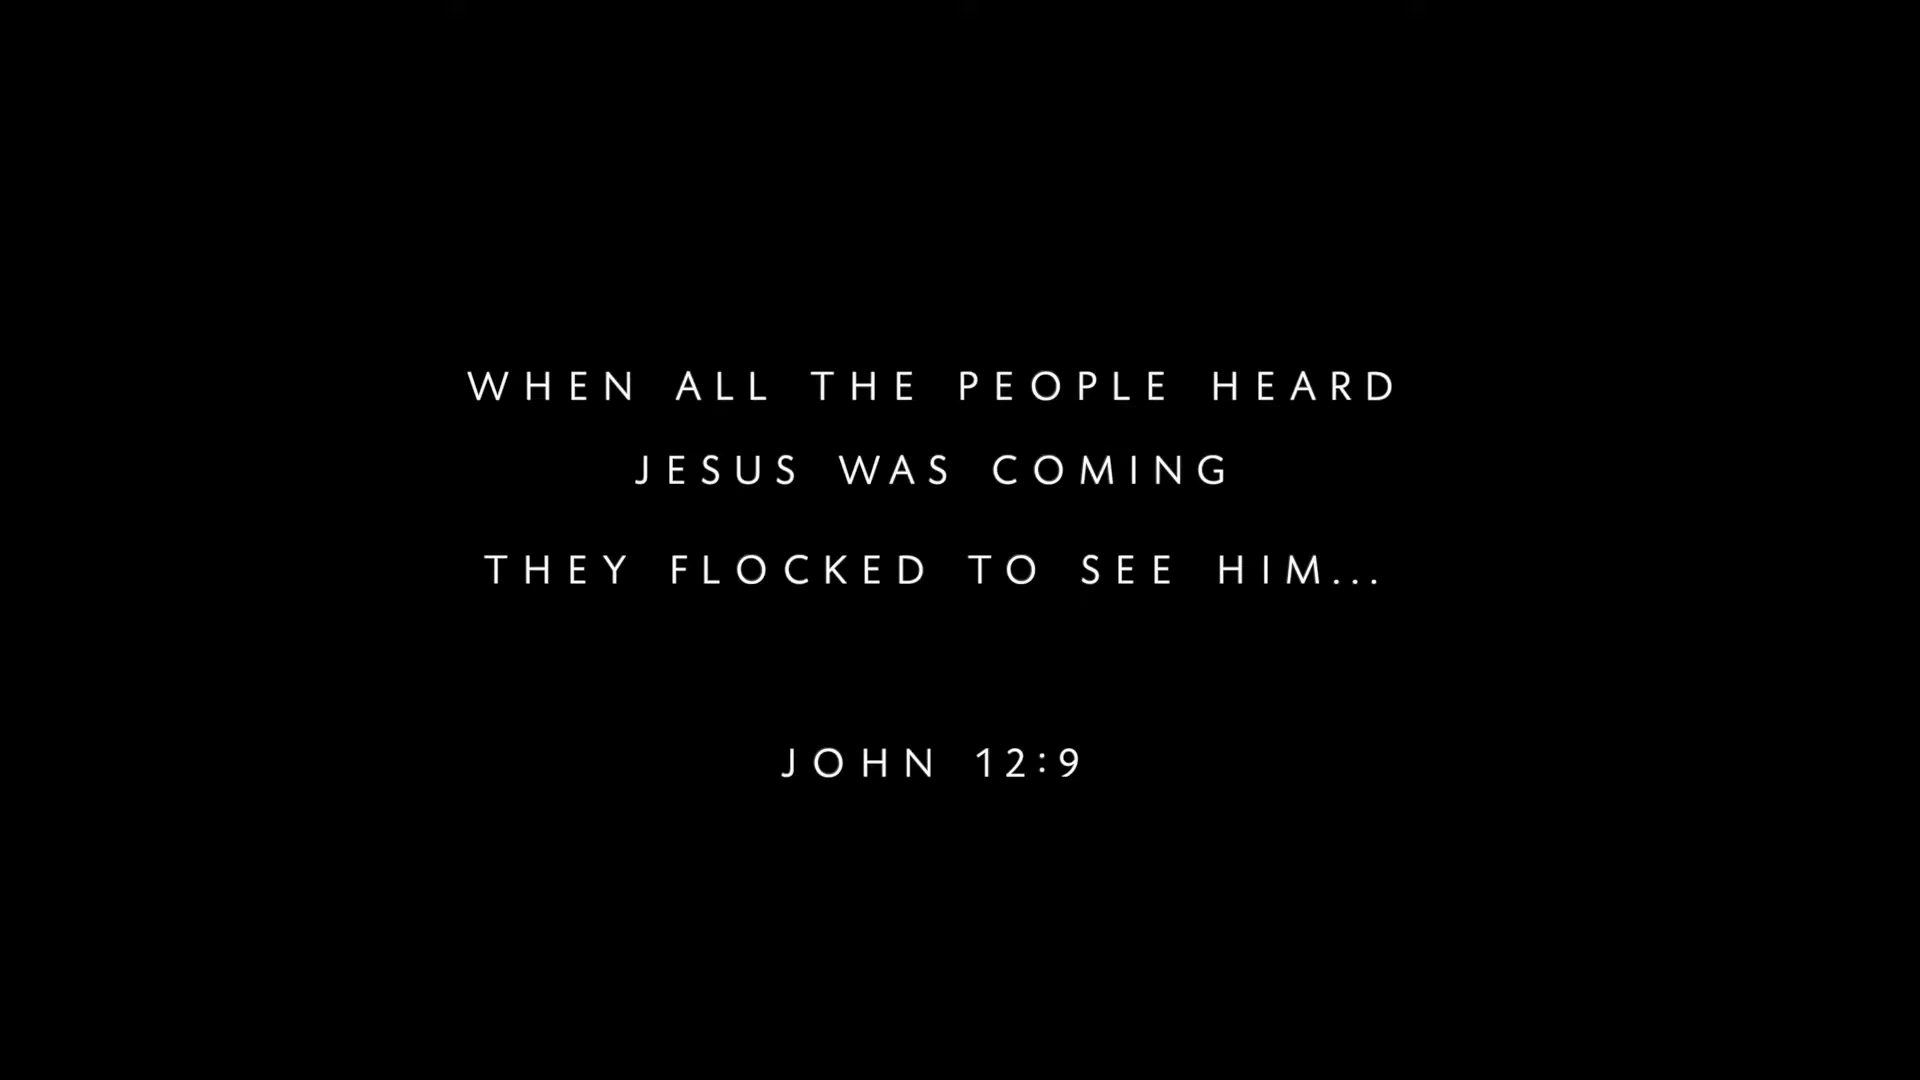 WHEN ALL THE PEOPLE HEARD
JESUS WAS COMING
THEY FLOCKED TO SEE HIM...
JOHN 12:9